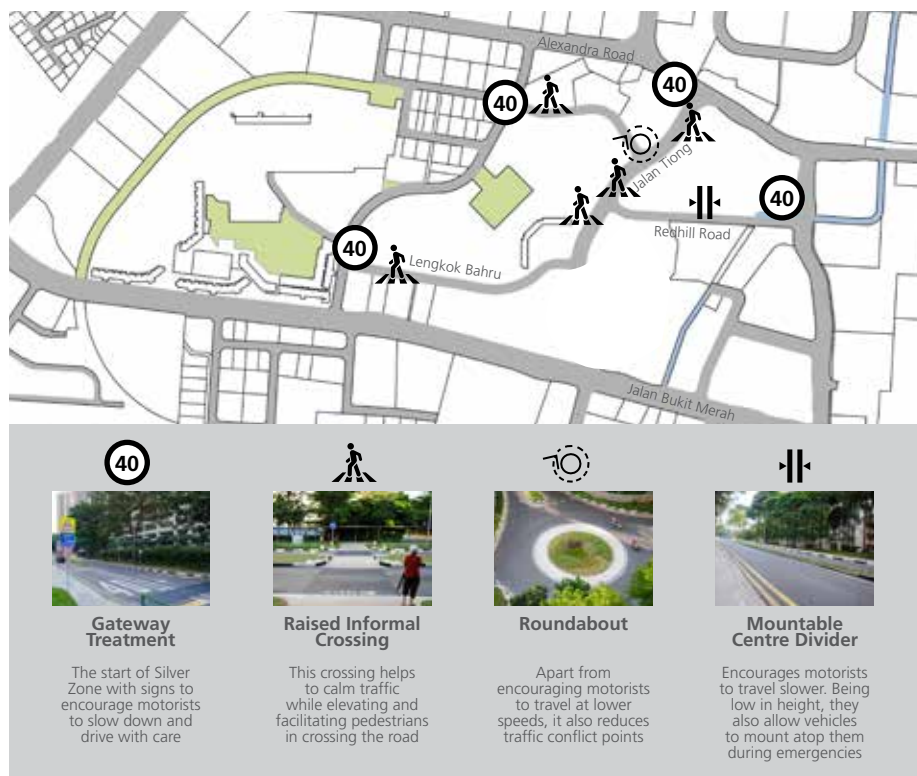 Alexandra Road
40
40
Jalan Tiong
40
Redhill Road
40
Lengkok Bahru
Jalan Bukit Merah
40
Gateway
Treatment
The start of Silver
Zone with signs to
encourage motorists
to slow down and
drive with care
Raised Informal
Crossing
This crossing helps
to calm traffic
while elevating and
facilitating pedestrians
in crossing the road
Roundabout
Apart from
encouraging motorists
to travel at lower
speeds, it also reduces
traffic conflict points
Mountable
Centre Divider
Encourages motorists
to travel slower. Being
low in height, they
also allow vehicles
to mount atop them
during emergencies